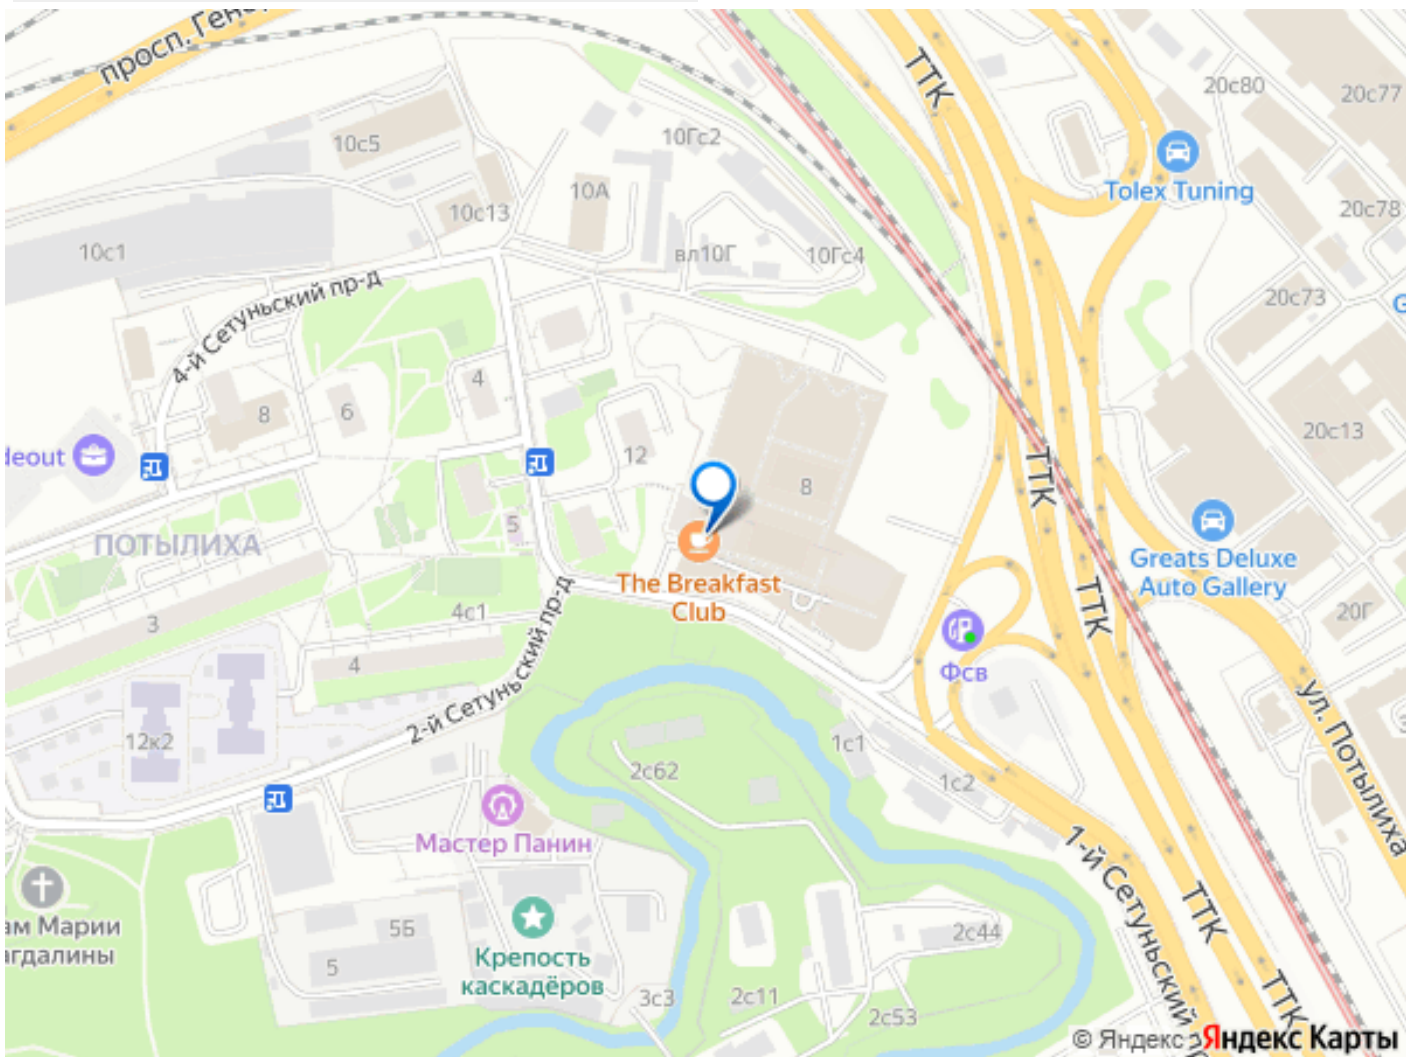 просп. Гене
ТТК
20с80
20с77
10с5
10Гс2
Tolex Tuning
10А
10с13
20с78
10с1
вл10Г
10Гс4
4-й Сетуньский пр-д
20с73
G
4
8
6
20с13
deout
12
8
ТТК
ПОТЫЛИХА
5
The Breakfast
Club
Greats Deluxe
Auto Gallery
ТТК
3
4с1
20Г
Фсв
4
2-й Сетуньский пр-д
ул. Потылиха
12к2
1с1
2с62
1с2
Мастер Панин
1-й Сетуньский
ам Марии
агдалины
5Б
ТТК
2с44
Крепость
каскадёров
5
3с3
2с11
2с53
ТТК
© Яндекс Яндекс Карты